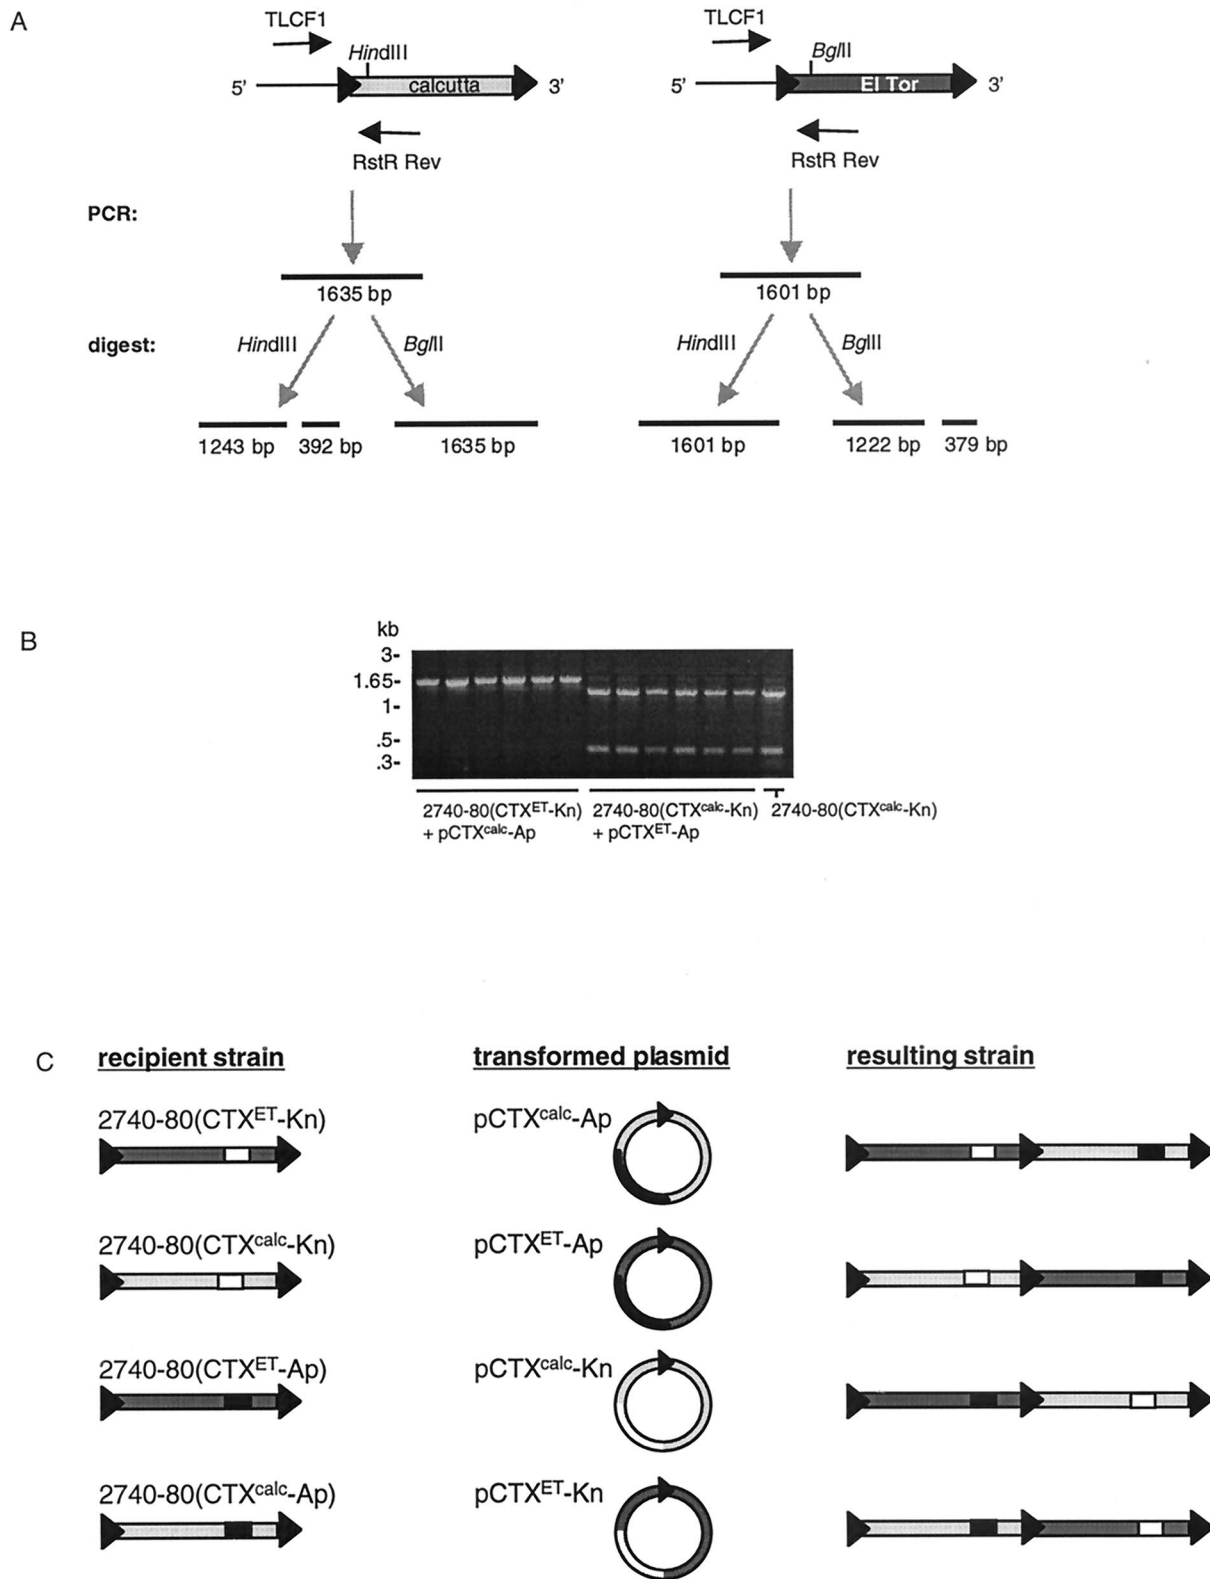 A
TLCF1
TLCF1
HindIII
BglII
5’ calcutta 3’
5’ El Tor 3’
RstR Rev
RstR Rev
PCR:
1635 bp
1601 bp
digest:
HindIII
BglII
HindIII
BglII
1243 bp
392 bp
1635 bp
1601 bp
1222 bp
379 bp
B
kb
3-
1.65-
1-
.5-
.3-
2740-80(CTXET-Kn)
+ pCTXcalc-Ap
2740-80(CTXcalc-Kn)
+ pCTXET-Ap
2740-80(CTXcalc-Kn)
C
recipient strain
transformed plasmid
resulting strain
2740-80(CTXET-Kn)
pCTXcalc-Ap
2740-80(CTXcalc-Kn)
pCTXET-Ap
2740-80(CTXET-Ap)
pCTXcalc-Kn
2740-80(CTXcalc-Ap)
pCTXET-Kn